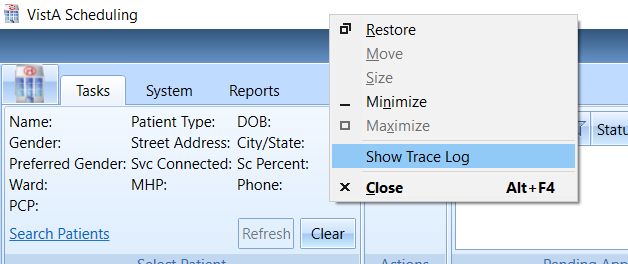 VistA Scheduling
Restore
Move
Size
Minimize
Maximize
Show Trace Log
Close Alt+F4
Tasks System Reports
Name: Patient Type: DOB:
Gender: Street Address: City/State:
Preferred Gender: Svc Connected: Sc Percent:
Ward: MHP: Phone:
PCP:
Search Patients Refresh Clear
Select Patient Actions
Statu
Pending App